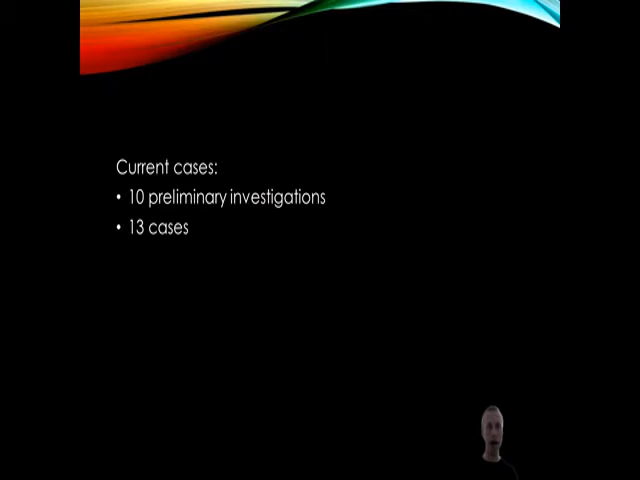 Current cases:
• 10 preliminary investigations
• 13 cases